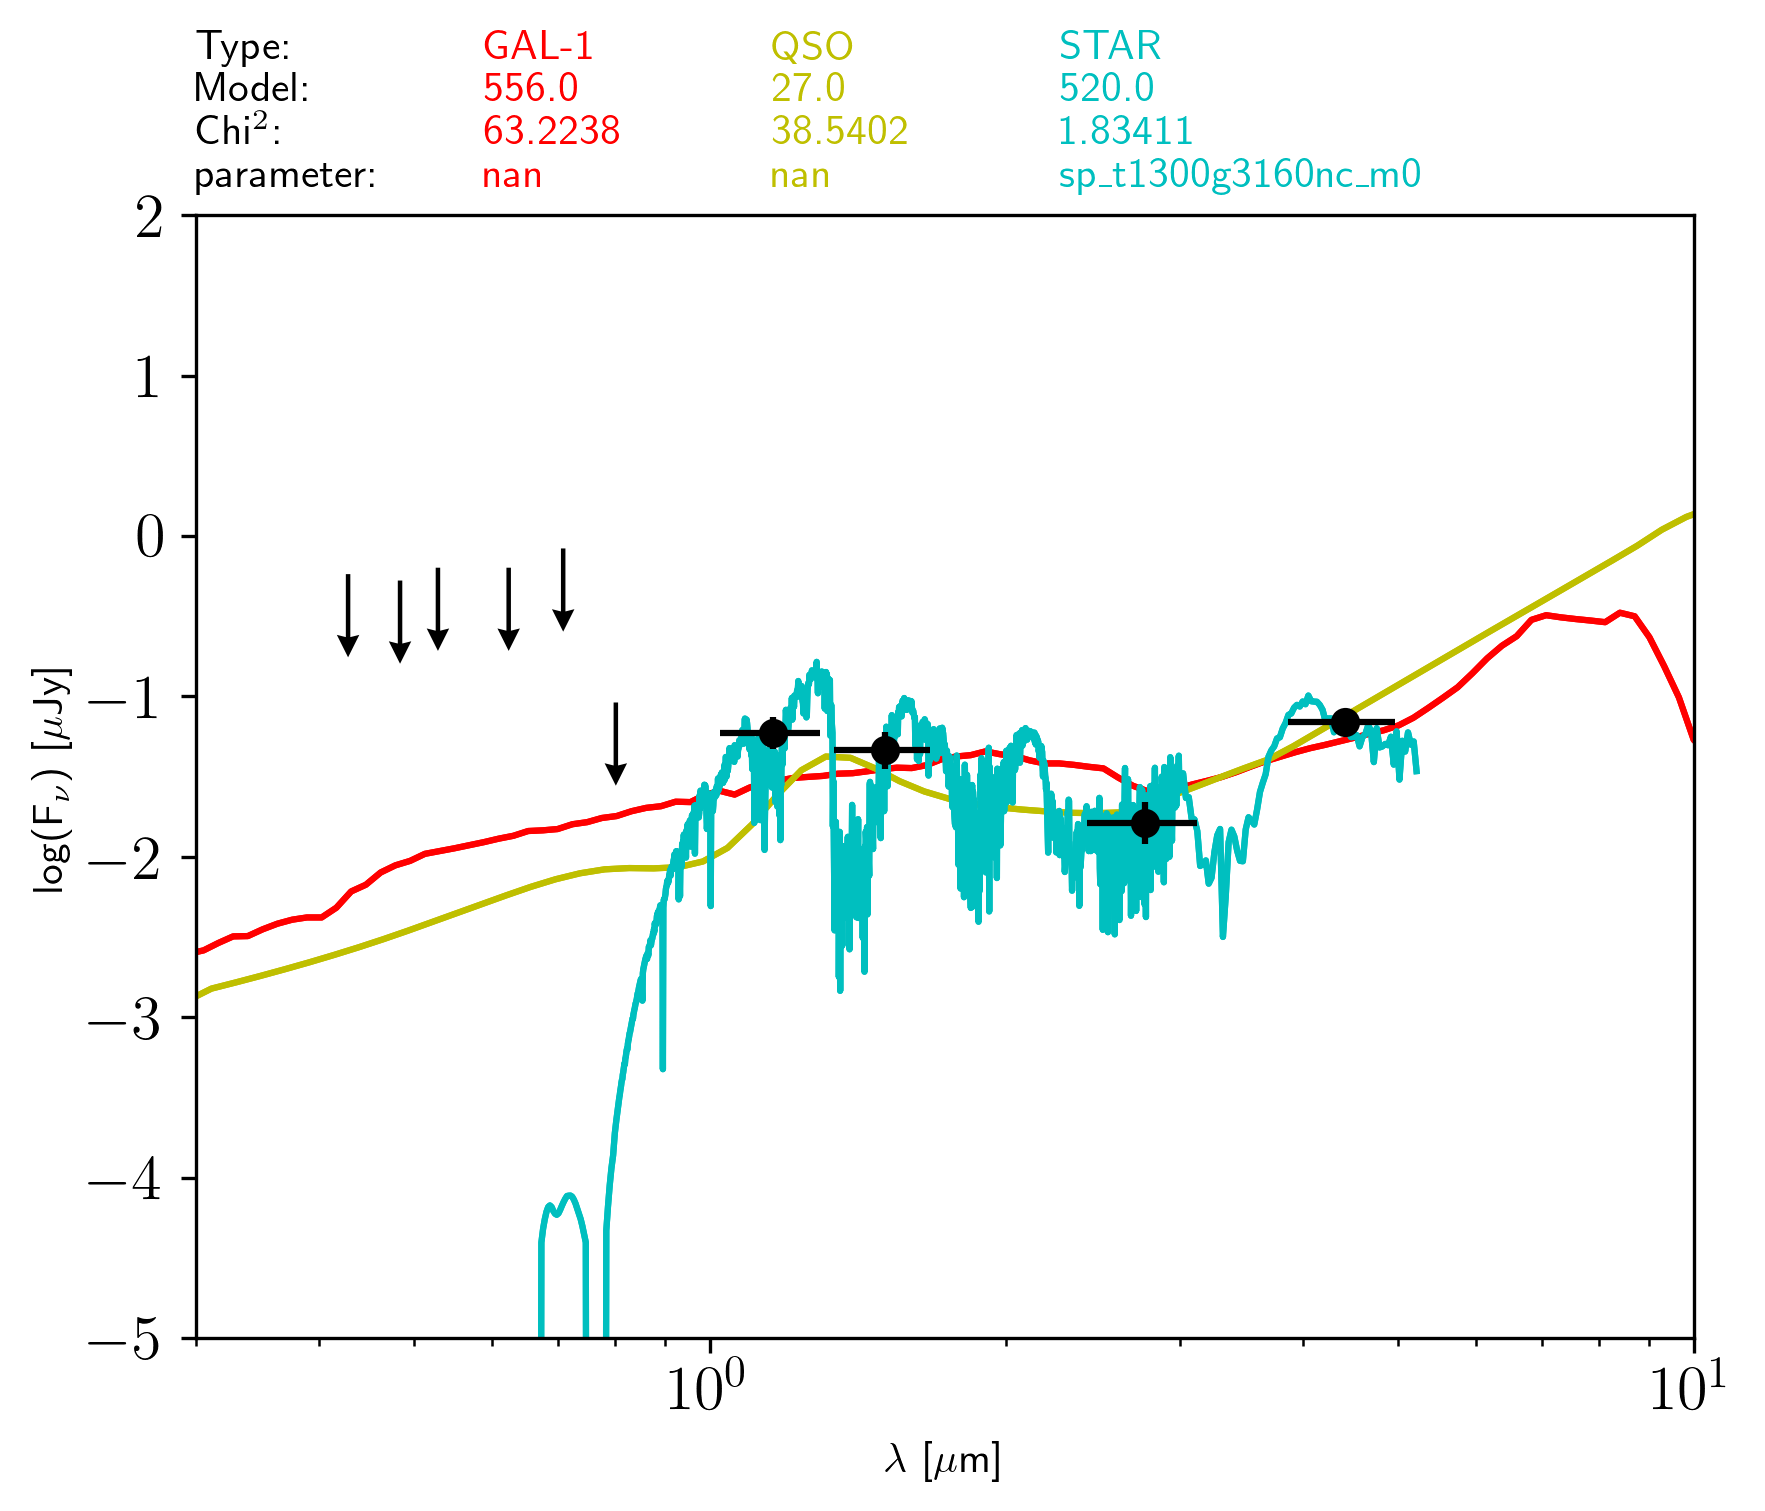 Type: GAL-1 QSO STAR
Model: 556.0 27.0 520.0
Chi²: 63.2238 38.5402 1.83411
parameter: nan nan sp_t1300g3160nc_m0
2
1
0
−1
−2
−3
−4
−5
log(Fν) [μJy]
10⁰ 10¹
λ [μm]